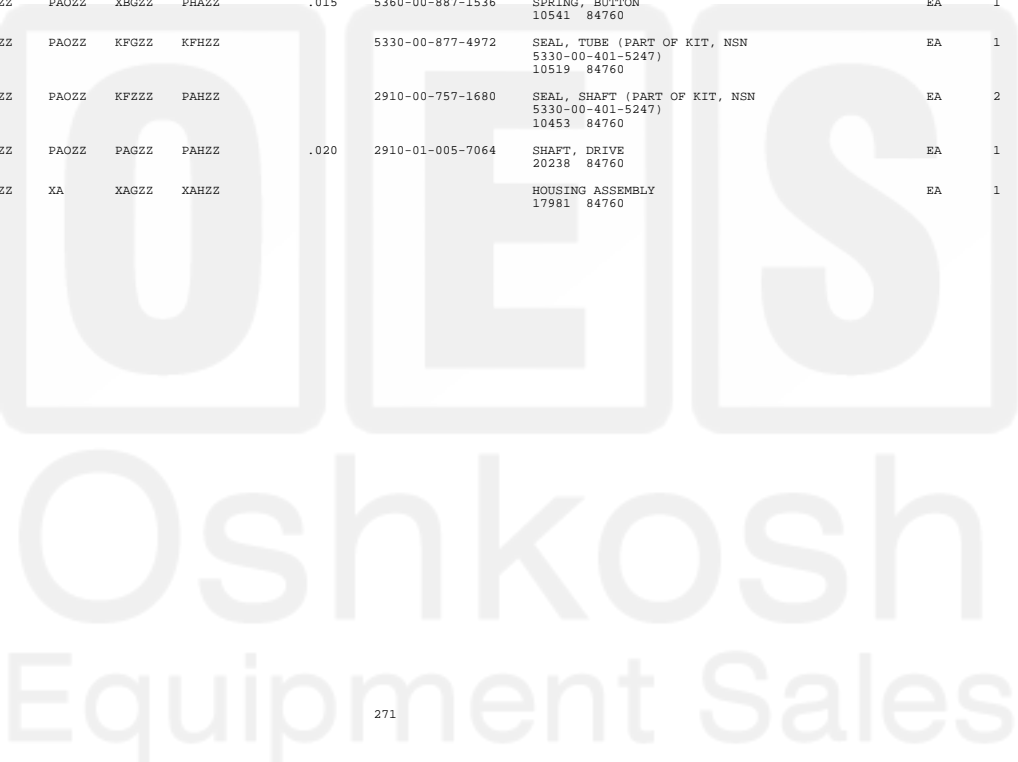 ZZ PAOZZ XBGZZ PHAZZ .015 5360-00-887-1536 SPRING, BUTTON EA 1
10541 84760
ZZ PAOZZ KFGZZ KFHZZ 5330-00-877-4972 SEAL, TUBE (PART OF KIT, NSN EA 1
5330-00-401-5247)
10519 84760
ZZ PAOZZ KFZZZ PAHZZ 2910-00-757-1680 SEAL, SHAFT (PART OF KIT, NSN EA 2
5330-00-401-5247)
10453 84760
ZZ PAOZZ PAGZZ PAHZZ .020 2910-01-005-7064 SHAFT, DRIVE EA 1
20238 84760
ZZ XA XAGZZ XAHZZ HOUSING ASSEMBLY EA 1
17981 84760
OES
Oshkosh
Equipment Sales
271